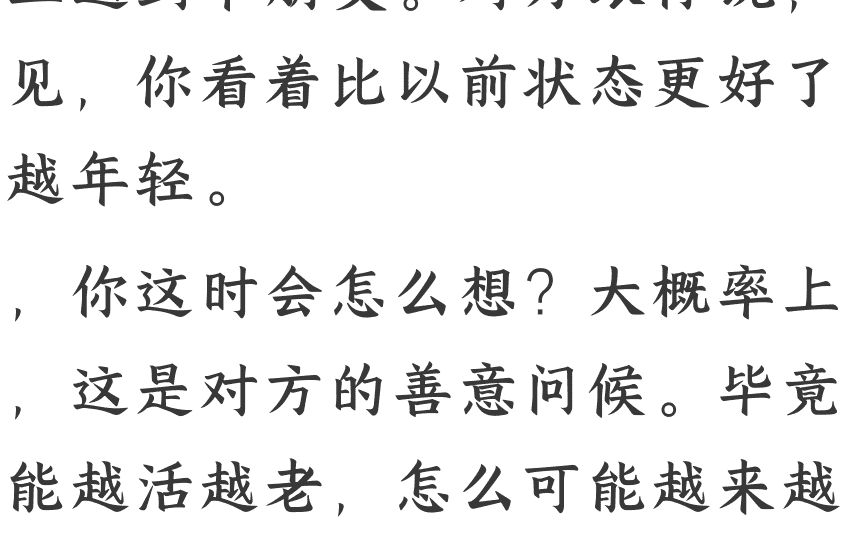 见，你看着比以前状态更好了
越年轻。
，你这时会怎么想？大概率上
，这是对方的善意问候。毕竟
能越活越老，怎么可能越来越